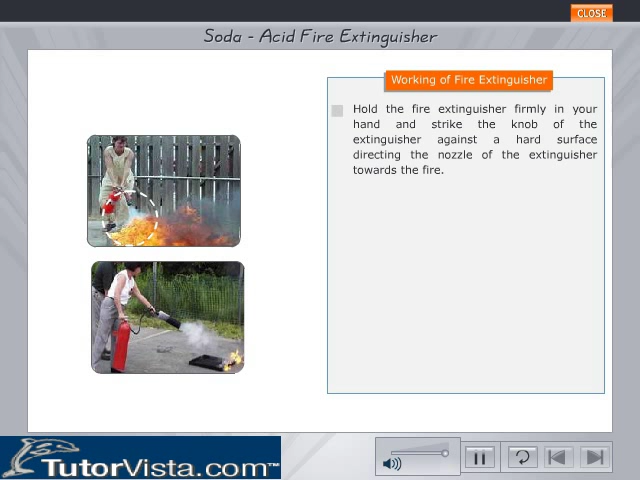 CLOSE
Soda - Acid Fire Extinguisher
Working of Fire Extinguisher
Hold the fire extinguisher firmly in your
hand and strike the knob of the
extinguisher against a hard surface
directing the nozzle of the extinguisher
towards the fire.
TutorVista.com™